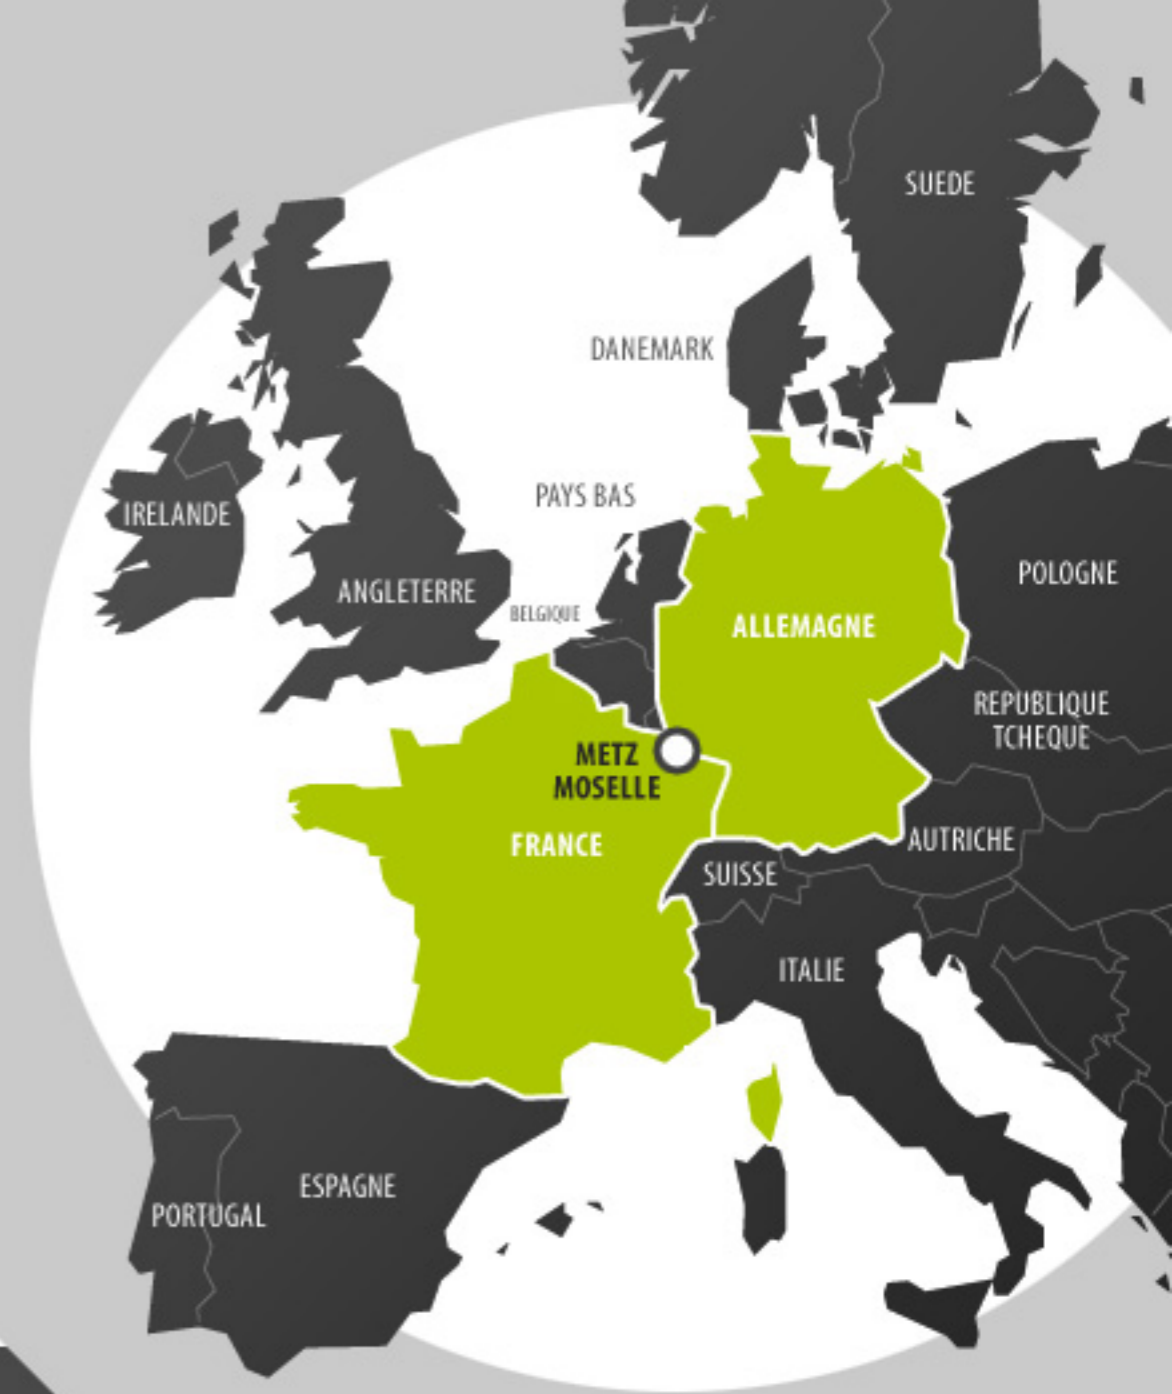 SUEDE
DANEMARK
PAYS BAS
IRELANDE
ANGLETERRE
BELGIQUE
POLOGNE
ALLEMAGNE
REPUBLIQUE
TCHEQUE
METZ
MOSELLE
FRANCE
AUTRICHE
SUISSE
ITALIE
ESPAGNE
PORTUGAL